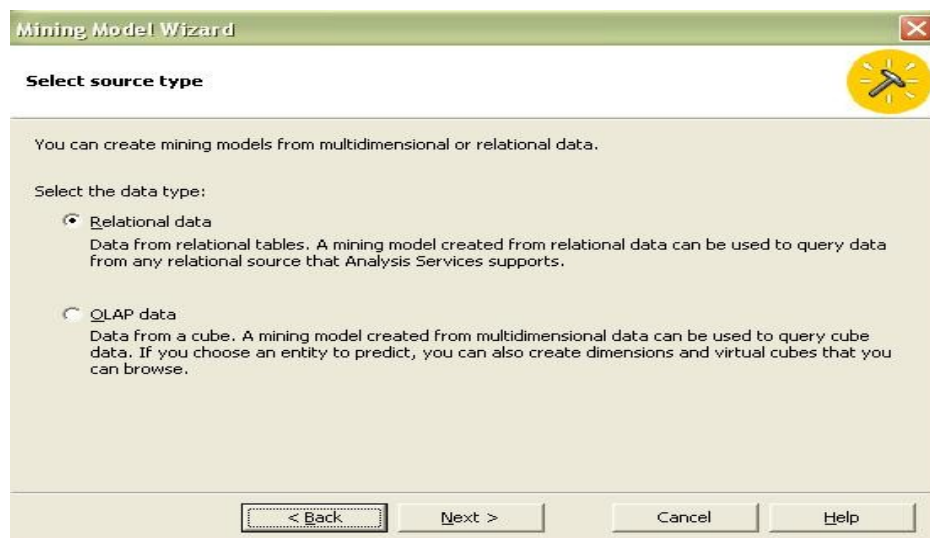 Mining Model Wizard
Select source type
You can create mining models from multidimensional or relational data.
Select the data type:
Relational data
Data from relational tables. A mining model created from relational data can be used to query data
from any relational source that Analysis Services supports.
OLAP data
Data from a cube. A mining model created from multidimensional data can be used to query cube
data. If you choose an entity to predict, you can also create dimensions and virtual cubes that you
can browse.
< Back Next > Cancel Help